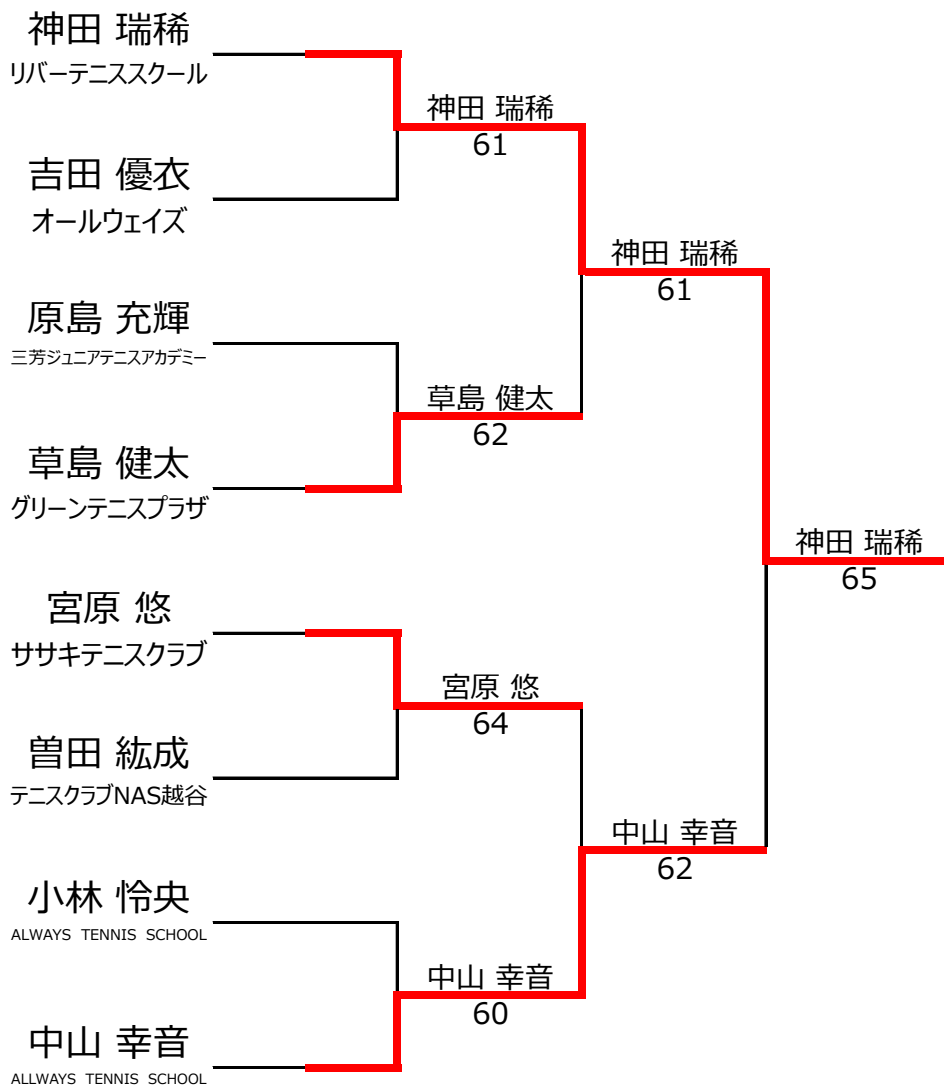 神田 瑞稀
リバーテニススクール
吉田 優衣
オールウェイズ
原島 充輝
三芳ジュニアテニスアカデミー
草島 健太
グリーンテニスプラザ
宮原 悠
ササキテニスクラブ
曽田 紘成
テニスクラブNAS越谷
小林 怜央
ALWAYS TENNIS SCHOOL
中山 幸音
ALLWAYS TENNIS SCHOOL
神田 瑞稀
61
草島 健太
62
宮原 悠
64
中山 幸音
60
神田 瑞稀
61
中山 幸音
62
神田 瑞稀
65